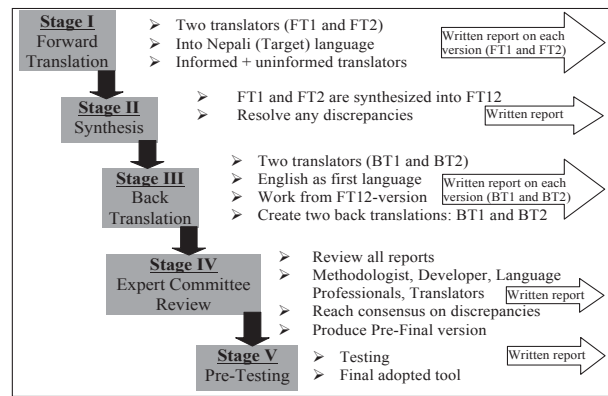 Stage I
Forward
Translation
➢ Two translators (FT1 and FT2)
➢ Into Nepali (Target) language
➢ Informed + uninformed translators
Written report on each
version (FT1 and FT2)
Stage II
Synthesis
➢ FT1 and FT2 are synthesized into FT12
➢ Resolve any discrepancies
Written report
Stage III
Back
Translation
➢ Two translators (BT1 and BT2)
➢ English as first language
➢ Work from FT12-version
➢ Create two back translations: BT1 and BT2
Written report on each
version (BT1 and BT2)
Stage IV
Expert Committee
Review
➢ Review all reports
➢ Methodologist, Developer, Language
Professionals, Translators
➢ Reach consensus on discrepancies
➢ Produce Pre-Final version
Written report
Stage V
Pre-Testing
➢ Testing
➢ Final adopted tool
Written report